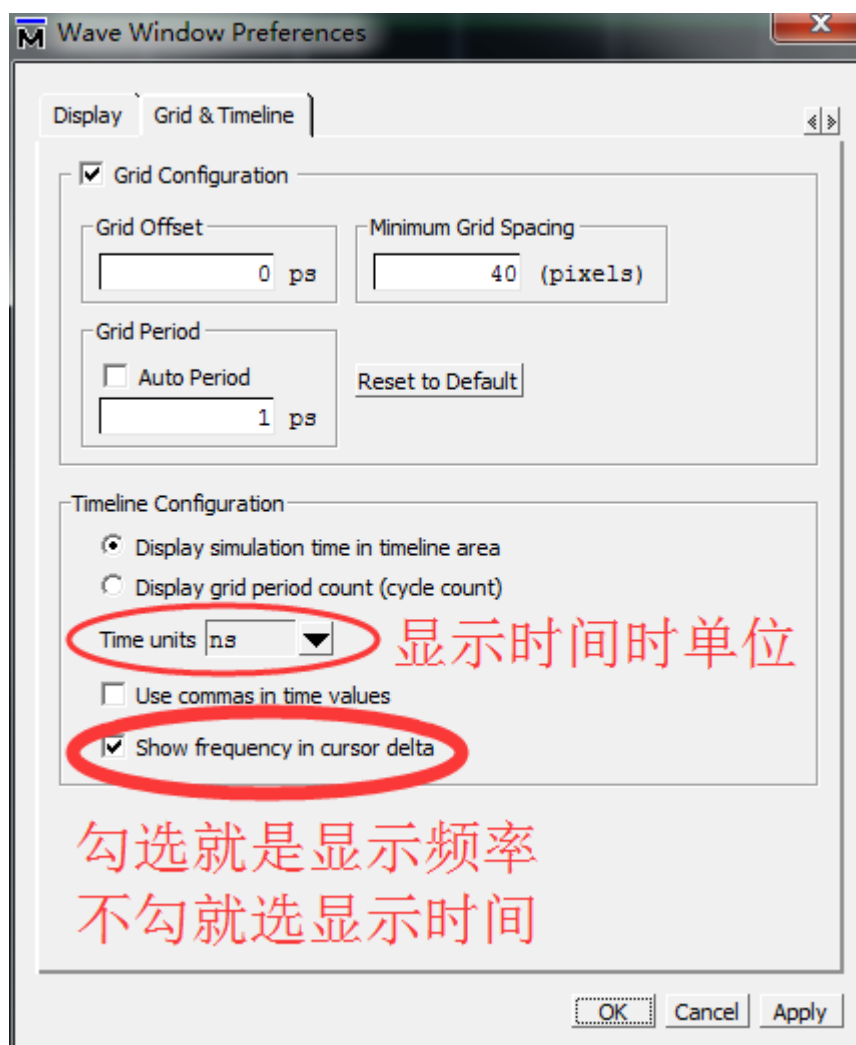 Wave Window Preferences
Display
Grid & Timeline
Grid Configuration
Grid Offset
Minimum Grid Spacing
0 ps
40 (pixels)
Grid Period
Auto Period
Reset to Default
1 ps
Timeline Configuration
Display simulation time in timeline area
Display grid period count (cycle count)
Time units ns
显示时间时单位
Use commas in time values
Show frequency in cursor delta
勾选就是显示频率
不勾就选显示时间
OK
Cancel
Apply